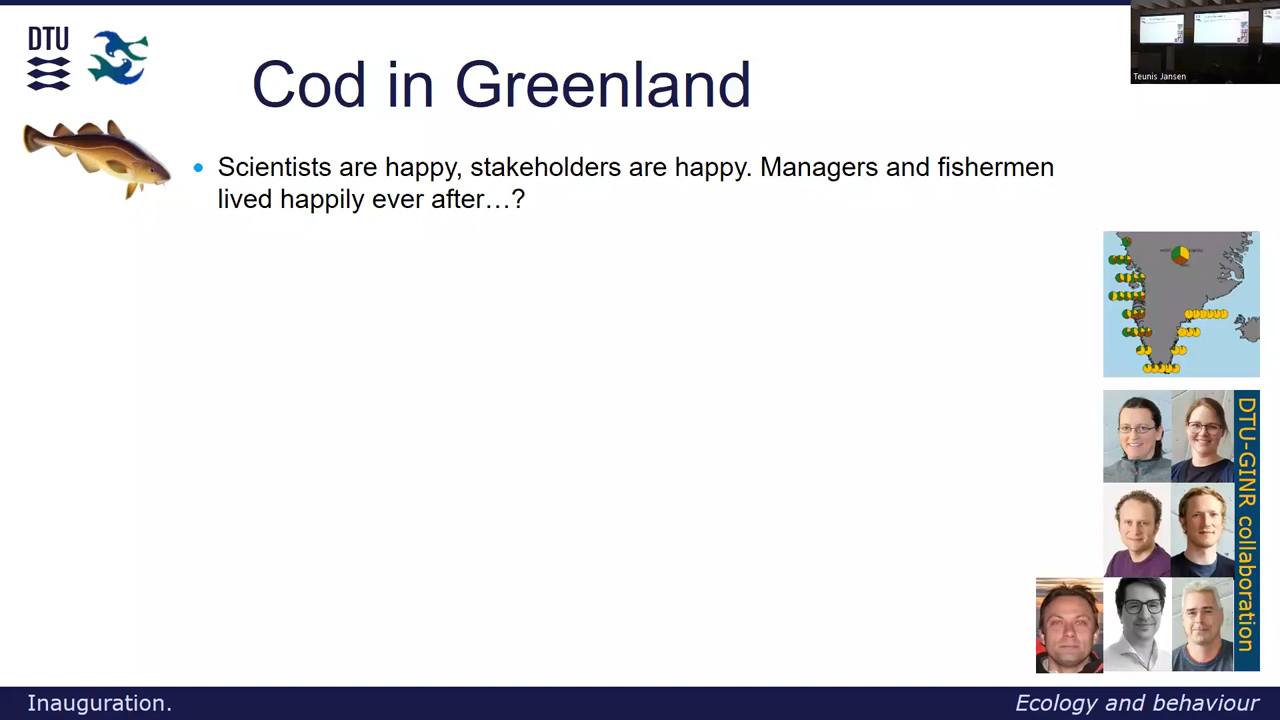 DTU
Cod in Greenland
Teunis Jansen
• Scientists are happy, stakeholders are happy. Managers and fishermen
lived happily ever after…?
DTU-GINR collaboration
Inauguration.
Ecology and behaviour